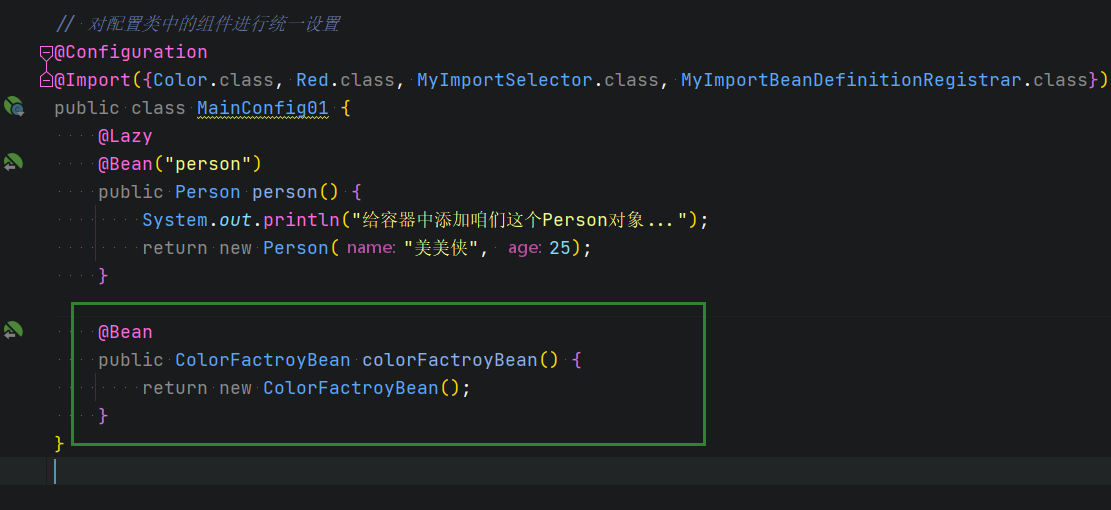 // 对配置类中的组件进行统一设置
@Configuration
@Import({Color.class, Red.class, MyImportSelector.class, MyImportBeanDefinitionRegistrar.class})
public class MainConfig01 {
@Lazy
@Bean("person")
public Person person() {
System.out.println("给容器中添加咱们这个Person对象...");
return new Person( name: "美美侠", age: 25);
}
@Bean
public ColorFactroyBean colorFactroyBean() {
return new ColorFactroyBean();
}
}